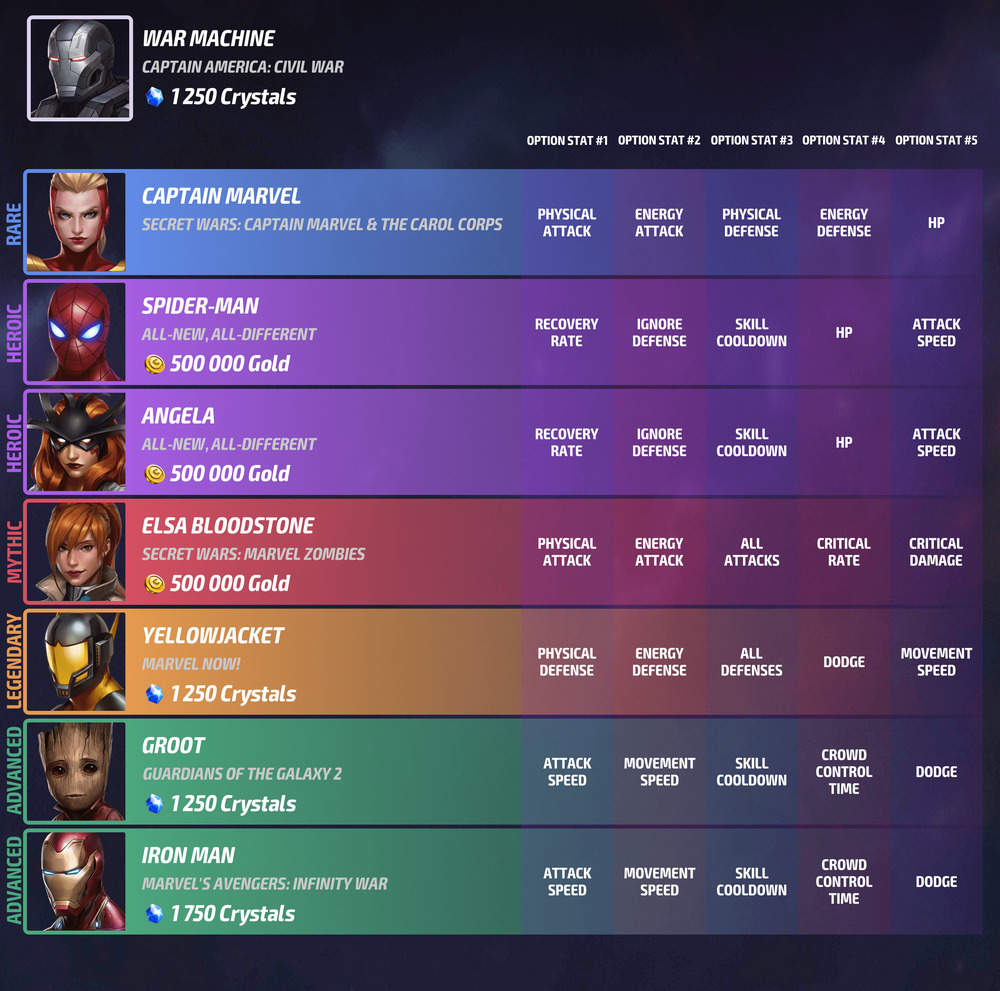 WAR MACHINE
CAPTAIN AMERICA: CIVIL WAR
1 250 Crystals
OPTION STAT #1 OPTION STAT #2 OPTION STAT #3 OPTION STAT #4 OPTION STAT #5
RARE
CAPTAIN MARVEL
SECRET WARS: CAPTAIN MARVEL & THE CAROL CORPS
PHYSICAL
ATTACK
ENERGY
ATTACK
PHYSICAL
DEFENSE
ENERGY
DEFENSE
HP
HEROIC
SPIDER-MAN
ALL-NEW, ALL-DIFFERENT
500 000 Gold
RECOVERY
RATE
IGNORE
DEFENSE
SKILL
COOLDOWN
HP
ATTACK
SPEED
HEROIC
ANGELA
ALL-NEW, ALL-DIFFERENT
500 000 Gold
RECOVERY
RATE
IGNORE
DEFENSE
SKILL
COOLDOWN
HP
ATTACK
SPEED
MYTHIC
ELSA BLOODSTONE
SECRET WARS: MARVEL ZOMBIES
500 000 Gold
PHYSICAL
ATTACK
ENERGY
ATTACK
ALL
ATTACKS
CRITICAL
RATE
CRITICAL
DAMAGE
LEGENDARY
YELLOWJACKET
MARVEL NOW!
1 250 Crystals
PHYSICAL
DEFENSE
ENERGY
DEFENSE
ALL
DEFENSES
DODGE
MOVEMENT
SPEED
ADVANCED
GROOT
GUARDIANS OF THE GALAXY 2
1 250 Crystals
ATTACK
SPEED
MOVEMENT
SPEED
SKILL
COOLDOWN
CROWD
CONTROL
TIME
DODGE
ADVANCED
IRON MAN
MARVEL'S AVENGERS: INFINITY WAR
1 750 Crystals
ATTACK
SPEED
MOVEMENT
SPEED
SKILL
COOLDOWN
CROWD
CONTROL
TIME
DODGE